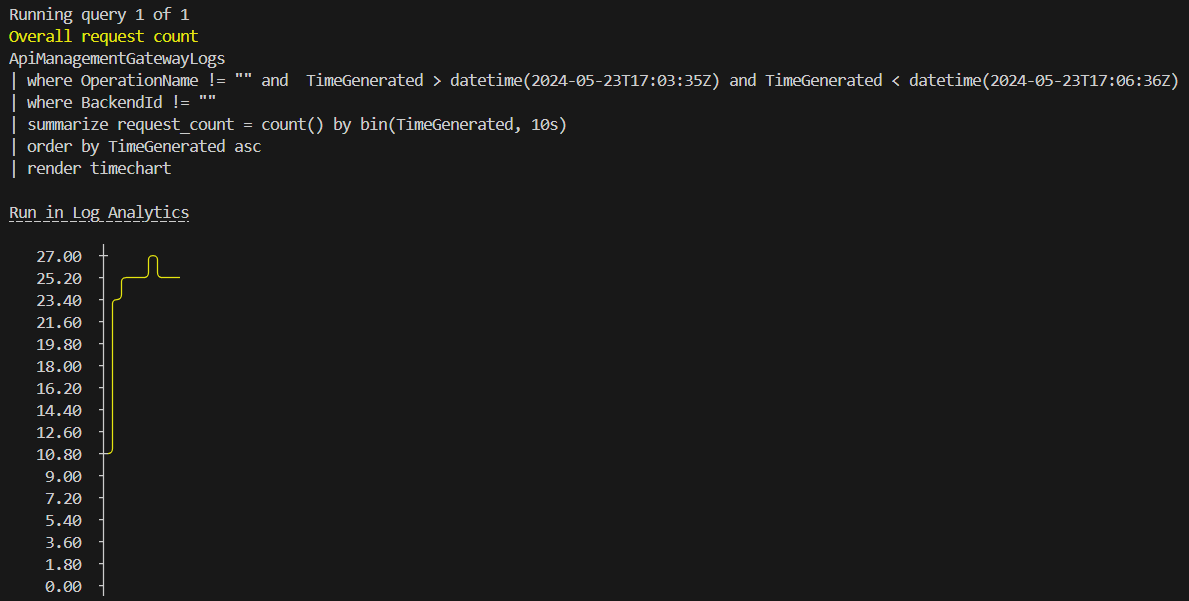 Running query 1 of 1
Overall request count
ApiManagementGatewayLogs
| where OperationName != "" and  TimeGenerated > datetime(2024-05-23T17:03:35Z) and TimeGenerated < datetime(2024-05-23T17:06:36Z)
| where BackendId != ""
| summarize request_count = count() by bin(TimeGenerated, 10s)
| order by TimeGenerated asc
| render timechart
Run in Log Analytics
27.00
25.20
23.40
21.60
19.80
18.00
16.20
14.40
12.60
10.80
9.00
7.20
5.40
3.60
1.80
0.00